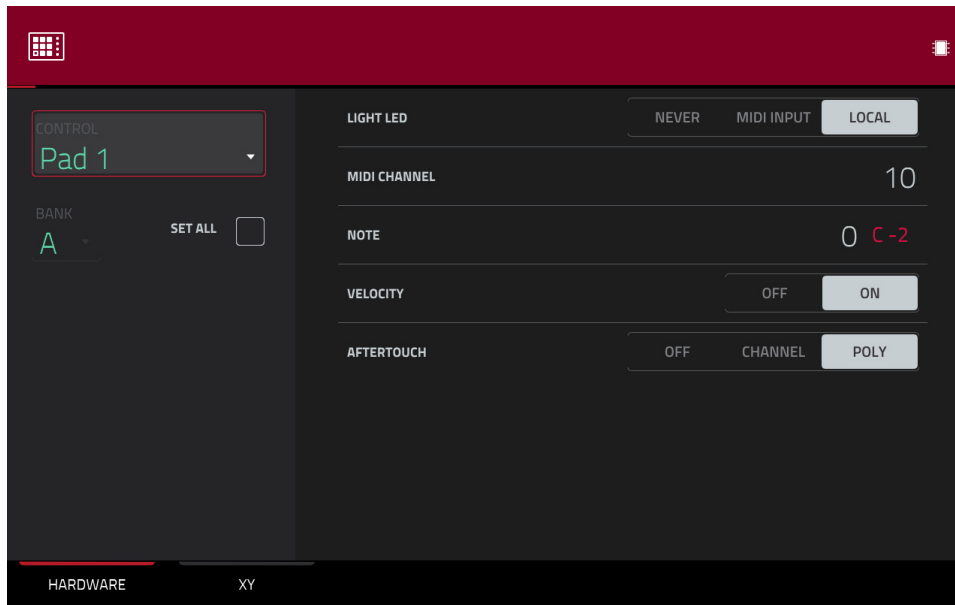 CONTROL
Pad 1
BANK
A
SET ALL
LIGHT LED NEVER MIDI INPUT LOCAL
MIDI CHANNEL 10
NOTE 0 C -2
VELOCITY OFF ON
AFTERTOUCH OFF CHANNEL POLY
HARDWARE XY